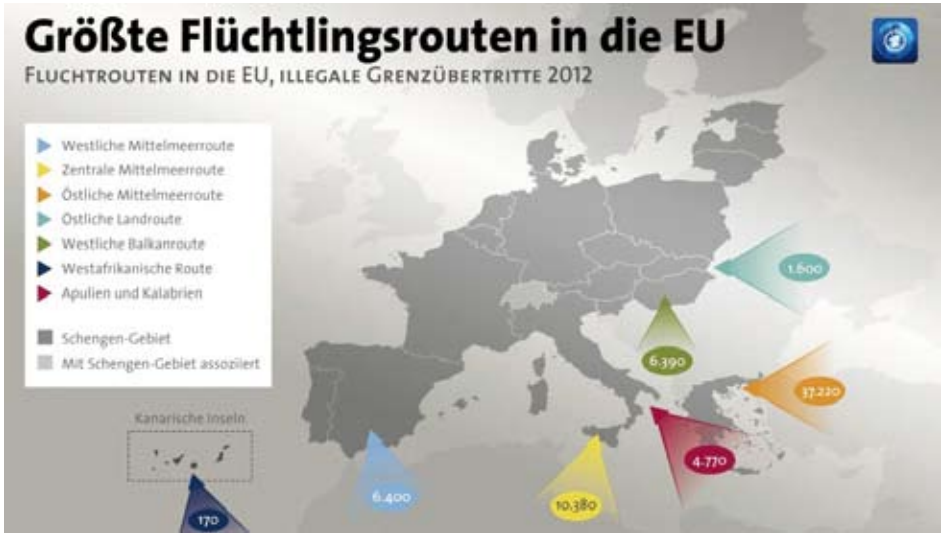 Größte Flüchtlingsrouten in die EU
Fluchtrouten in die EU, illegale Grenzübertritte 2012
Westliche Mittelmeerroute
Zentrale Mittelmeerroute
Östliche Mittelmeerroute
Östliche Landroute
Westliche Balkanroute
Westafrikanische Route
Apulien und Kalabrien
Schengen-Gebiet
Mit Schengen-Gebiet assoziiert
1.600
6.390
37.220
Kanarische Inseln
4.770
6.400
10.380
170